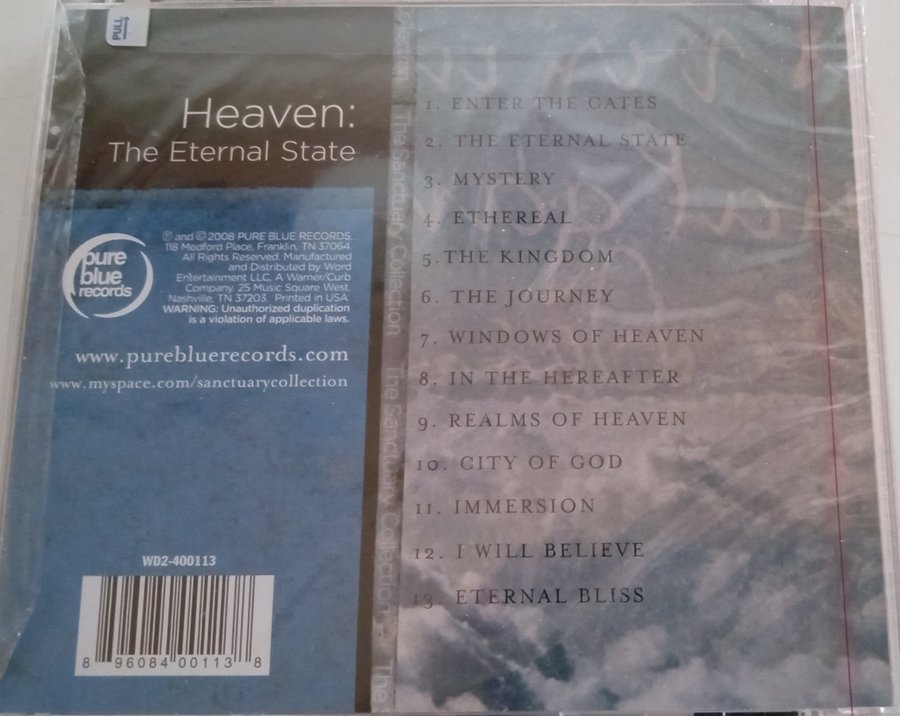 PULL
Heaven:
The Eternal State
pure
blue
records
℗ and © 2008 PURE BLUE RECORDS,
118 Medford Place, Franklin, TN 37064.
All Rights Reserved. Manufactured
and Distributed by Word
Entertainment LLC, A Warner/Curb
Company. 25 Music Square West,
Nashville, TN 37203. Printed in USA
WARNING: Unauthorized duplication
is a violation of applicable laws.
www.purebluerecords.com
www.myspace.com/sanctuarycollection
WD2-400113
8 96084 00113 8
The Sanctuary Collection
The Sanctuary Collection
The
1. ENTER THE GATES
2. THE ETERNAL STATE
3. MYSTERY
4. ETHEREAL
5. THE KINGDOM
6. THE JOURNEY
7. WINDOWS OF HEAVEN
8. IN THE HEREAFTER
9. REALMS OF HEAVEN
10. CITY OF GOD
11. IMMERSION
12. I WILL BELIEVE
13. ETERNAL BLISS